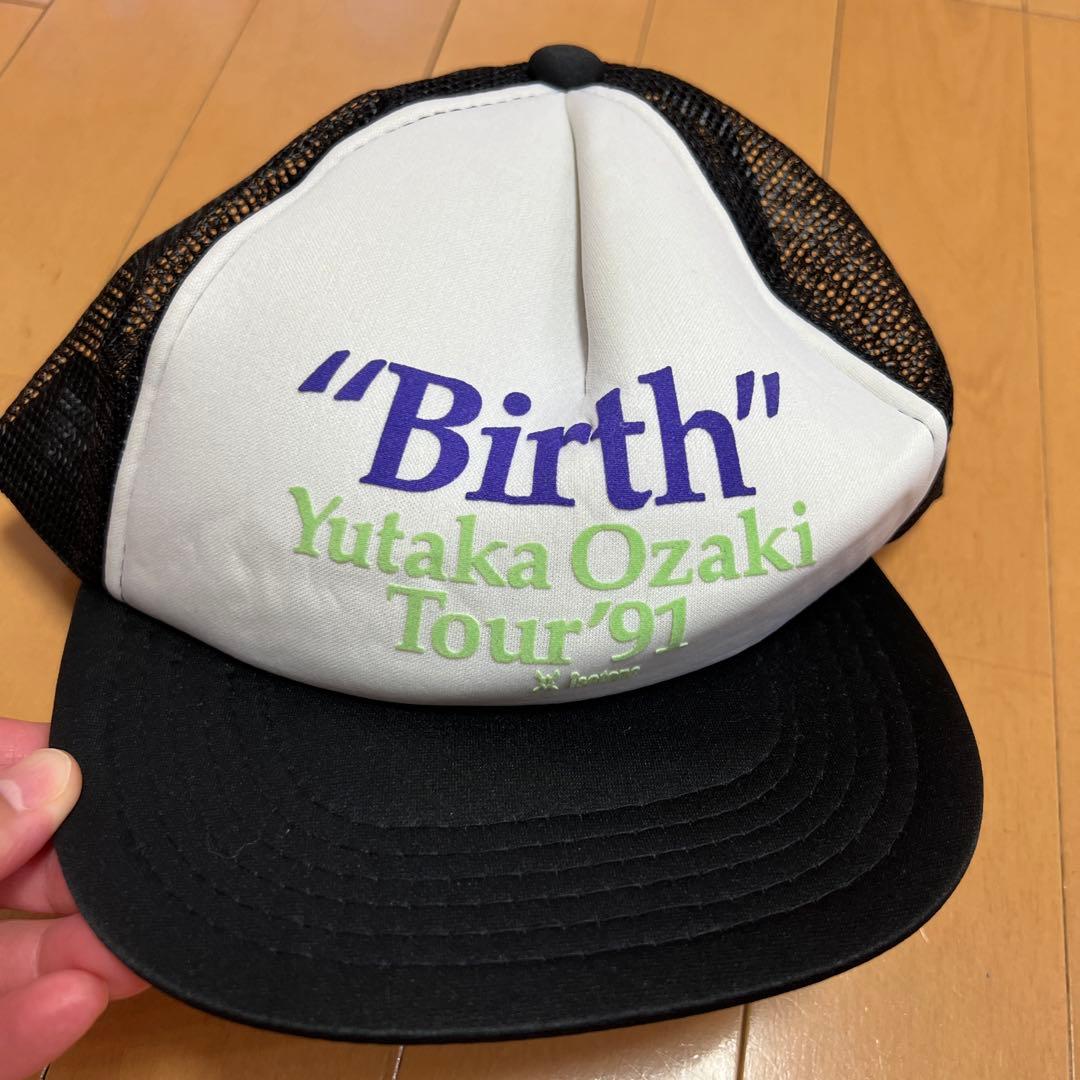 "Birth"
Yutaka Ozaki
Tour '91